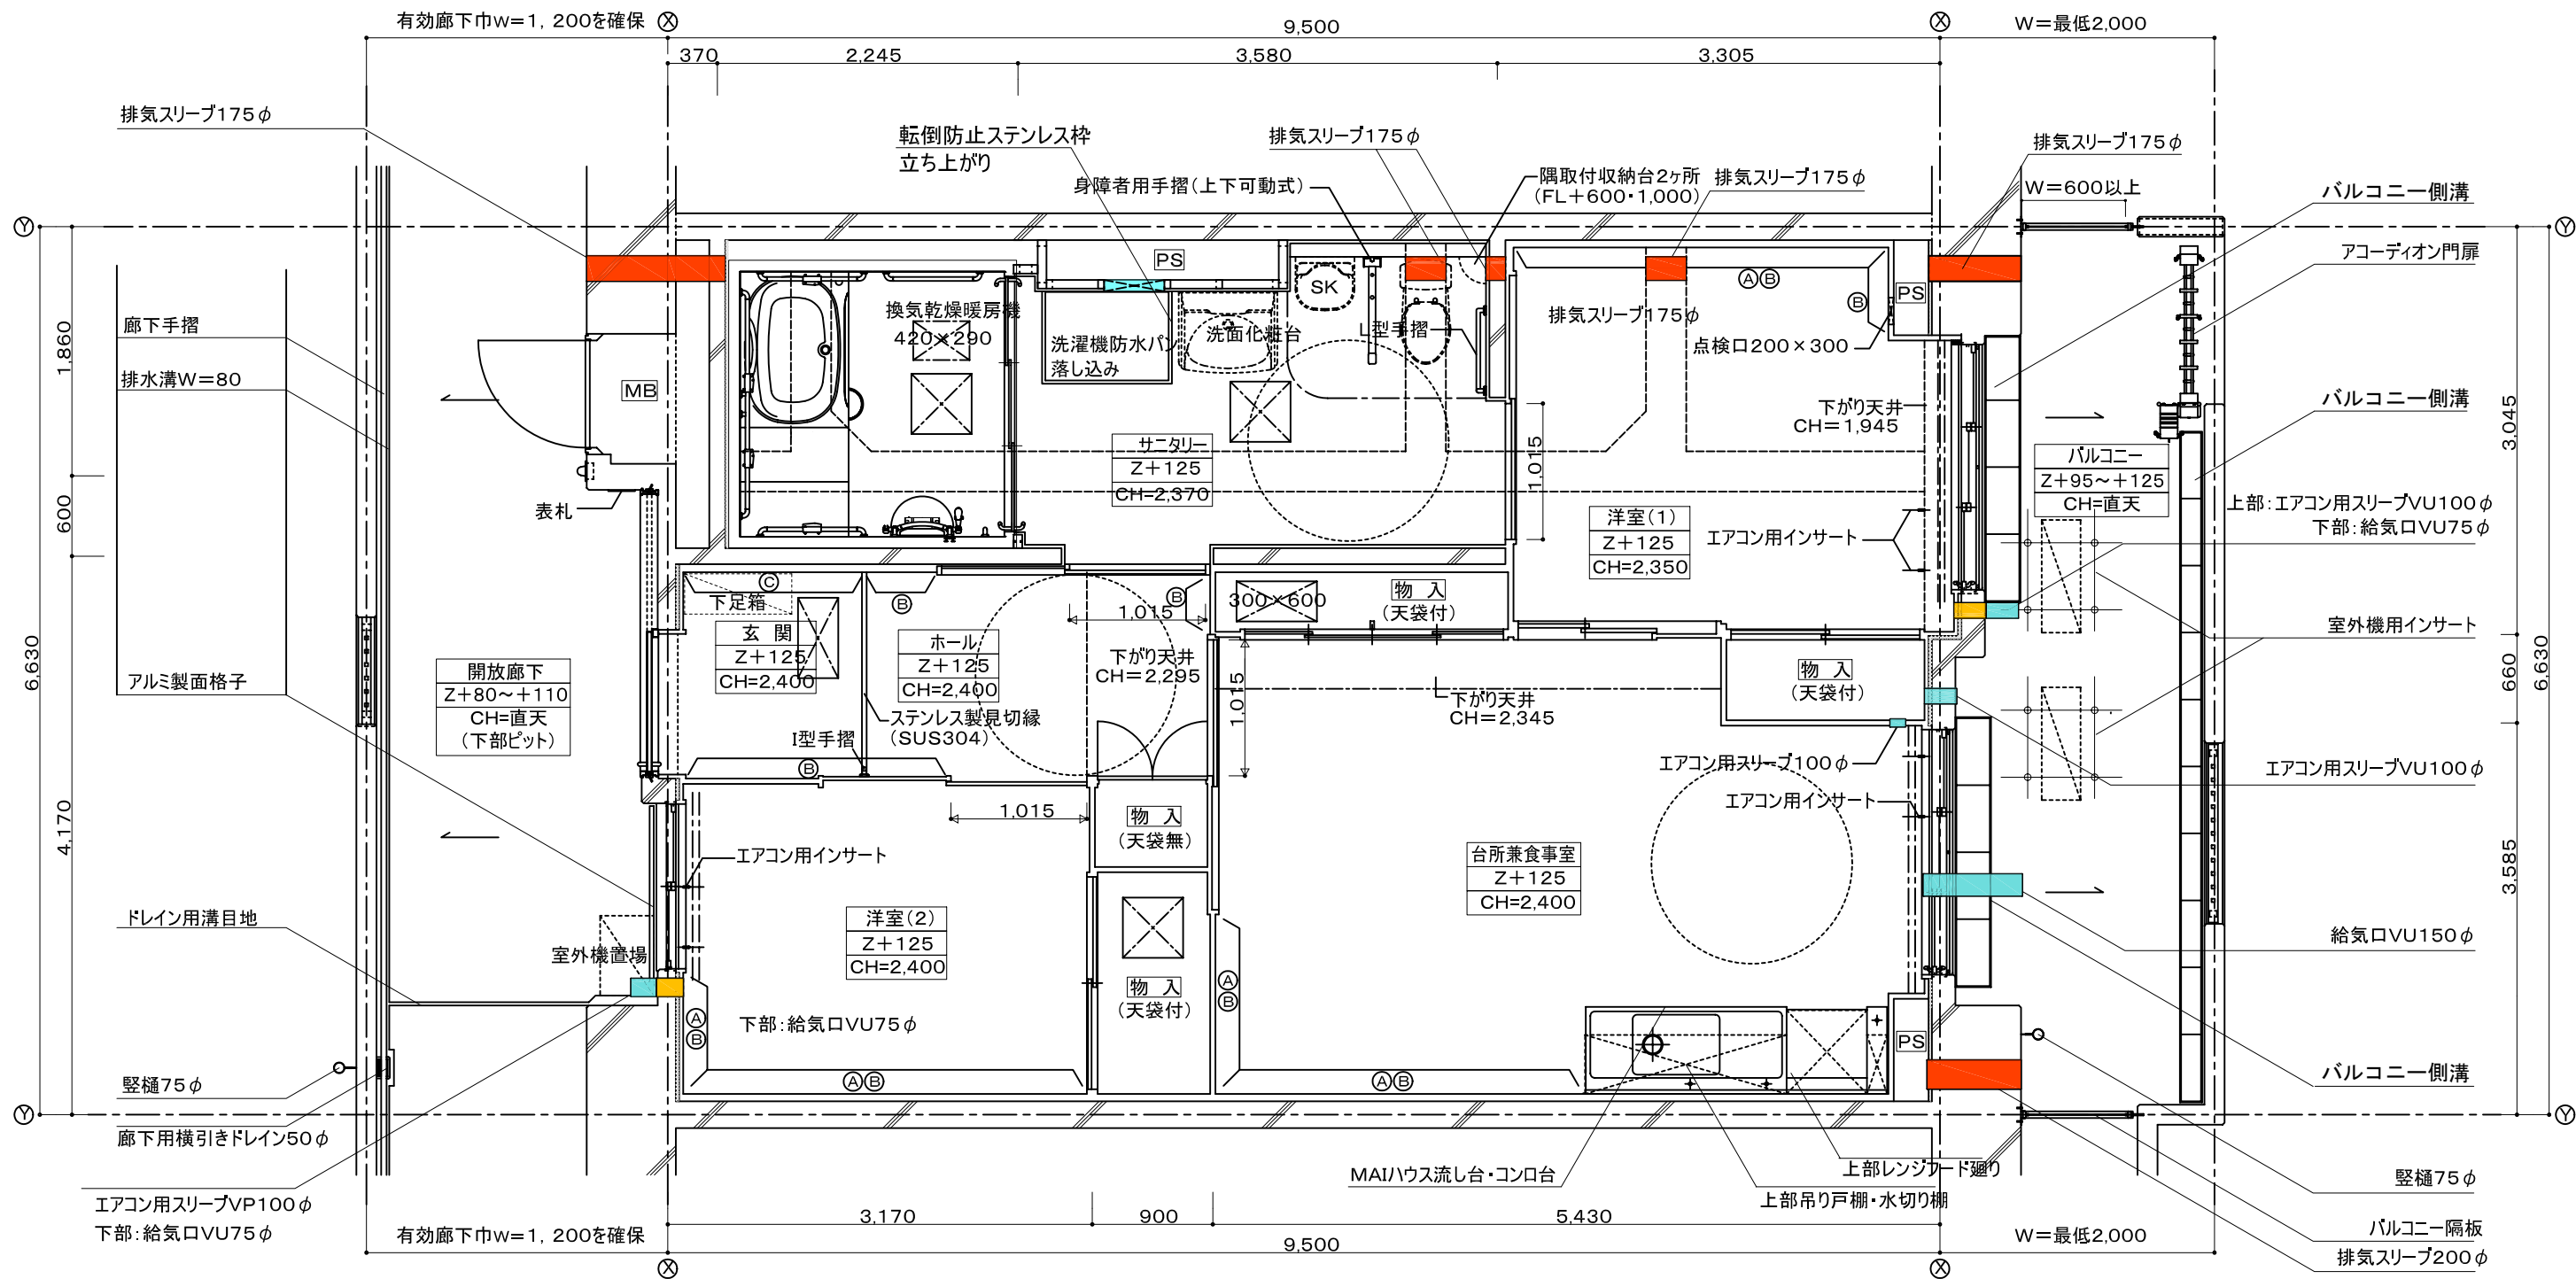 有効廊下巾w=1, 200を確保
Ⓧ
9,500
Ⓧ
W=最低2,000
370
2,245
3,580
3,305
排気スリーブ175φ
転倒防止ステンレス枠
立ち上がり
排気スリーブ175φ
排気スリーブ175φ
身障者用手摺(上下可動式)
隅取付収納台2ヶ所
(FL+600・1,000)
排気スリーブ175φ
W=600以上
バルコニー側溝
Ⓨ
Ⓨ
アコーディオン門扉
PS
SK
ⒶⒷ
Ⓑ
PS
廊下手摺
1,860
換気乾燥暖房機
420×290
洗濯機防水パン
落し込み
洗面化粧台
L型手摺
排気スリーブ175φ
点検口200×300
排水溝W=80
MB
下がり天井
CH=1,945
バルコニー側溝
3,045
サニタリー
Z+125
CH=2,370
1,015
バルコニー
Z+95~+125
CH=直天
600
表札
洋室(1)
Z+125
CH=2,350
エアコン用インサート
上部:エアコン用スリーブVU100φ
下部:給気口VU75φ
Ⓒ
下足箱
Ⓑ
Ⓑ
1,015
300×600
物 入
(天袋付)
室外機用インサート
6,630
玄 関
Z+125
CH=2,400
ホール
Z+125
CH=2,400
下がり天井
CH=2,295
1,015
物 入
(天袋付)
660
6,630
開放廊下
Z+80~+110
CH=直天
(下部ピット)
アルミ製面格子
下がり天井
CH=2,345
ステンレス製見切縁
(SUS304)
I型手摺
Ⓑ
エアコン用スリーブ100φ
エアコン用スリーブVU100φ
4,170
1,015
物 入
(天袋無)
エアコン用インサート
エアコン用インサート
台所兼食事室
Z+125
CH=2,400
3,585
ドレイン用溝目地
洋室(2)
Z+125
CH=2,400
室外機置場
給気口VU150φ
物 入
(天袋付)
Ⓐ
Ⓑ
Ⓐ
Ⓑ
下部:給気口VU75φ
PS
竪樋75φ
ⒶⒷ
ⒶⒷ
バルコニー側溝
Ⓨ
Ⓨ
廊下用横引きドレイン50φ
MAIハウス流し台・コンロ台
上部レンジフード廻り
上部吊り戸棚・水切り棚
竪樋75φ
エアコン用スリーブVP100φ
下部:給気口VU75φ
3,170
900
5,430
バルコニー隔板
有効廊下巾w=1, 200を確保
9,500
W=最低2,000
排気スリーブ200φ
Ⓧ
Ⓧ